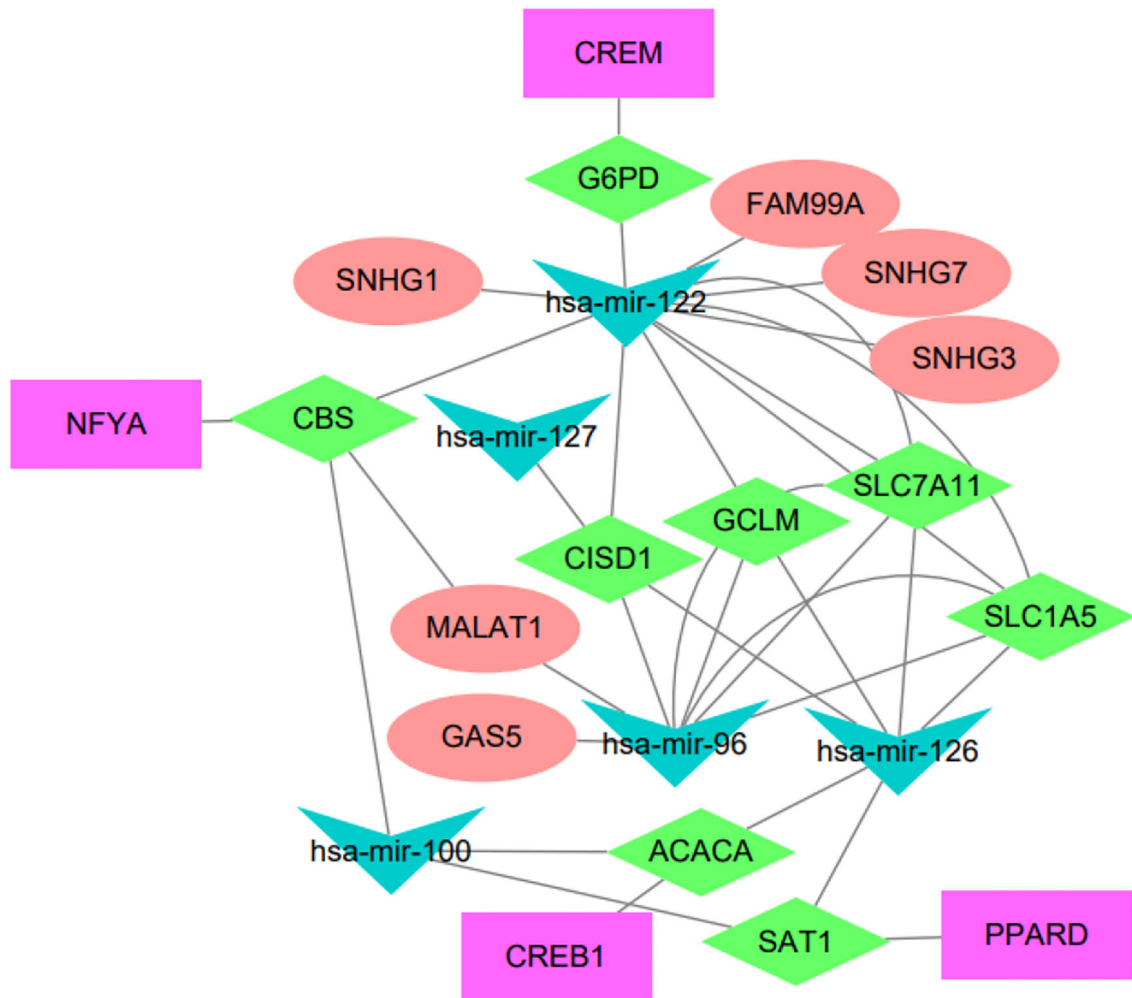 CREM
G6PD
FAM99A
SNHG1
SNHG7
hsa-mir-122
SNHG3
NFYA
CBS
hsa-mir-127
SLC7A11
GCLM
CISD1
SLC1A5
MALAT1
GAS5
hsa-mir-96
hsa-mir-126
hsa-mir-100
ACACA
SAT1
PPARD
CREB1